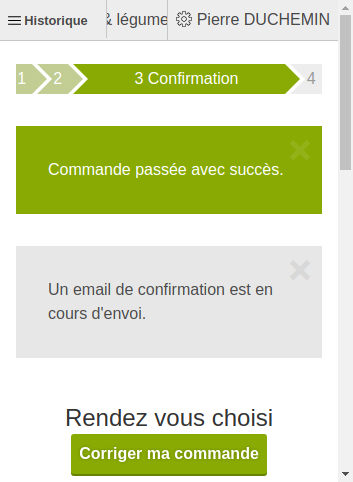 Historique
& légume
Pierre DUCHEMIN
1
2
3 Confirmation
4
Commande passée avec succès.
Un email de confirmation est en
cours d'envoi.
Rendez vous choisi
Corriger ma commande